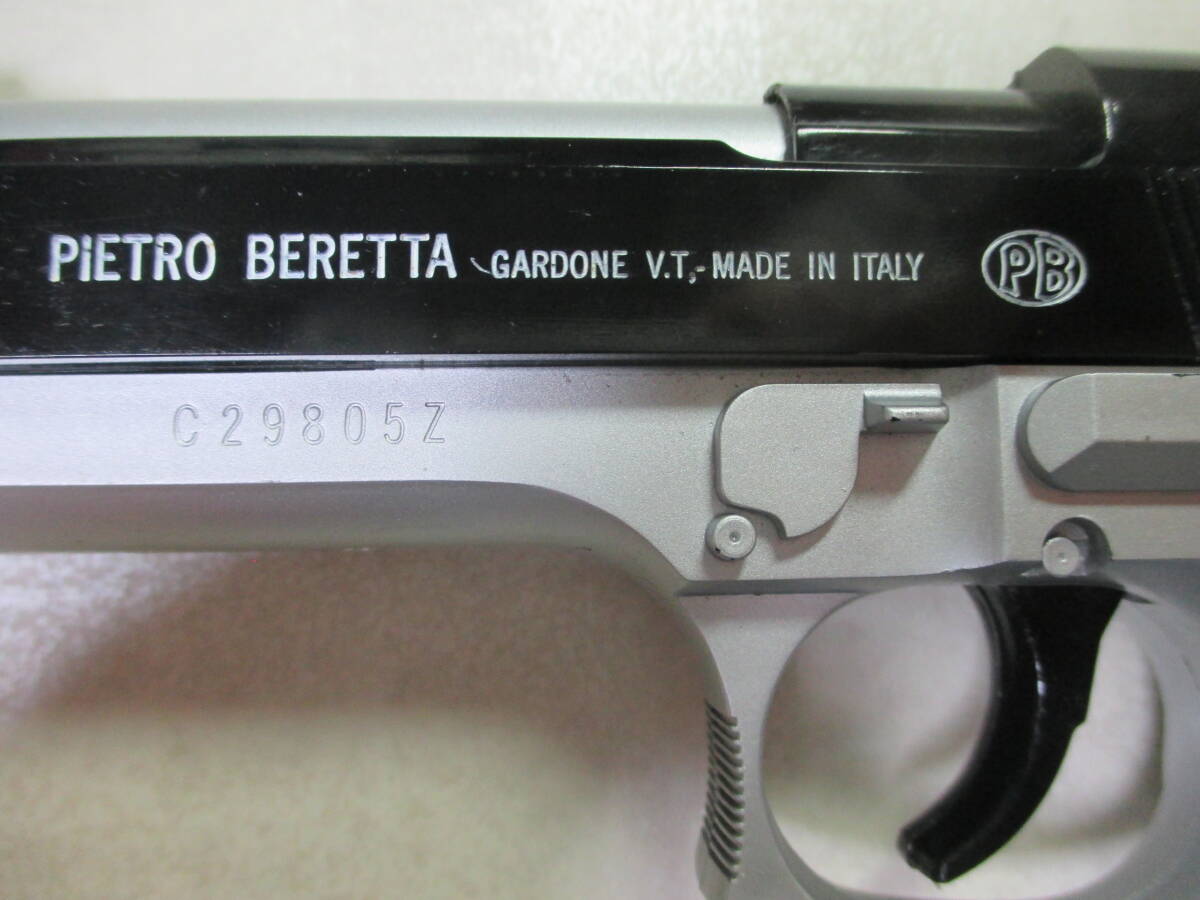 PIETRO BERETTA - GARDONE V.T,- MADE IN ITALY PB
C29805Z